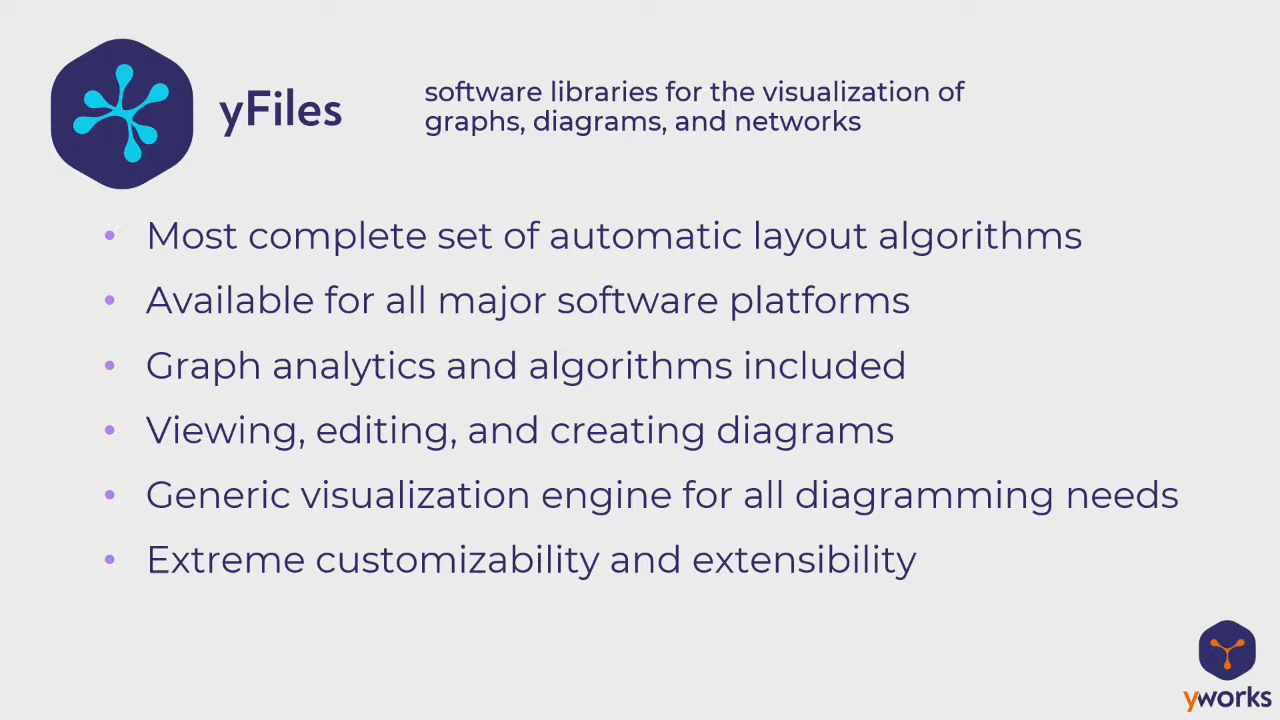 yFiles
software libraries for the visualization of
graphs, diagrams, and networks
• Most complete set of automatic layout algorithms
• Available for all major software platforms
• Graph analytics and algorithms included
• Viewing, editing, and creating diagrams
• Generic visualization engine for all diagramming needs
• Extreme customizability and extensibility
yworks